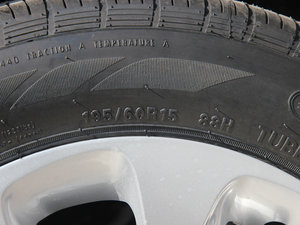 440 TRACTION A TEMPERATURE A
195/60R15 88H TUBE